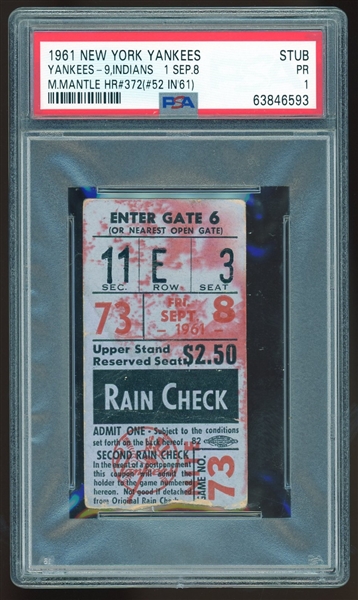 1961 NEW YORK YANKEES STUB
YANKEES-9,INDIANS 1 SEP.8 PR
M.MANTLE HR#372(#52 IN'61) 1
PSA 63846593
ENTER GATE 6
(OR NEAREST OPEN GATE)
11 E 3
SEC. ROW SEAT
73 FRI. SEPT. 8
— 1961 —
Upper Stand
Reserved Seat $2.50
RAIN CHECK
ADMIT ONE - Subject to the conditions
set forth on the back hereof. 82
SECOND RAIN CHECK
In the event of a postponement
this coupon will admit the
holder to the game numbered
hereon. Not good if detached
from Original Rain Check
GAME NO. 73